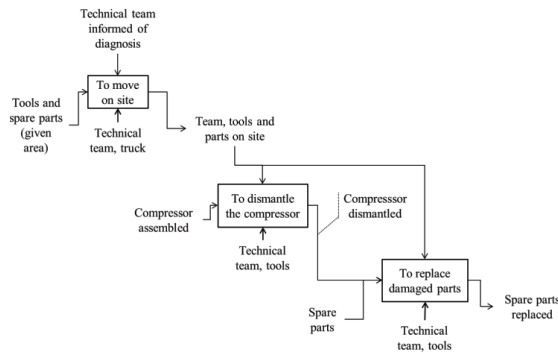 Technical team
informed of
diagnosis
To move
on site
Tools and
spare parts
(given
area)
Technical
team, truck
Team, tools and
parts on site
To dismantle
the compressor
Compresssor
dismantled
Compressor
assembled
Technical
team, tools
To replace
damaged parts
Spare
parts
Spare parts
replaced
Technical
team, tools